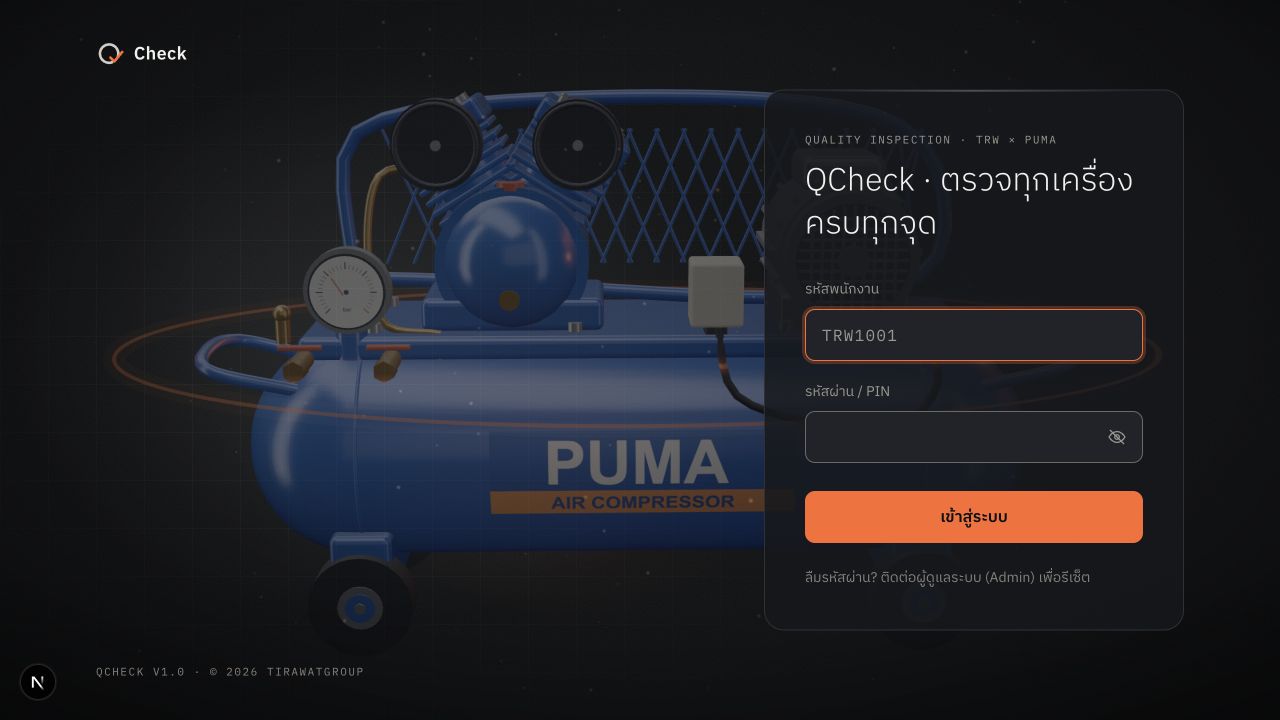 Check
QUALITY INSPECTION · TRW × PUMA
QCheck · ตรวจทุกเครื่อง
ครบทุกจุด
รหัสพนักงาน
TRW1001
รหัสผ่าน / PIN
เข้าสู่ระบบ
ลืมรหัสผ่าน? ติดต่อผู้ดูแลระบบ (Admin) เพื่อรีเซ็ต
bar
PUMA
AIR COMPRESSOR
QCHECK V1.0 · © 2026 TIRAWATGROUP
N